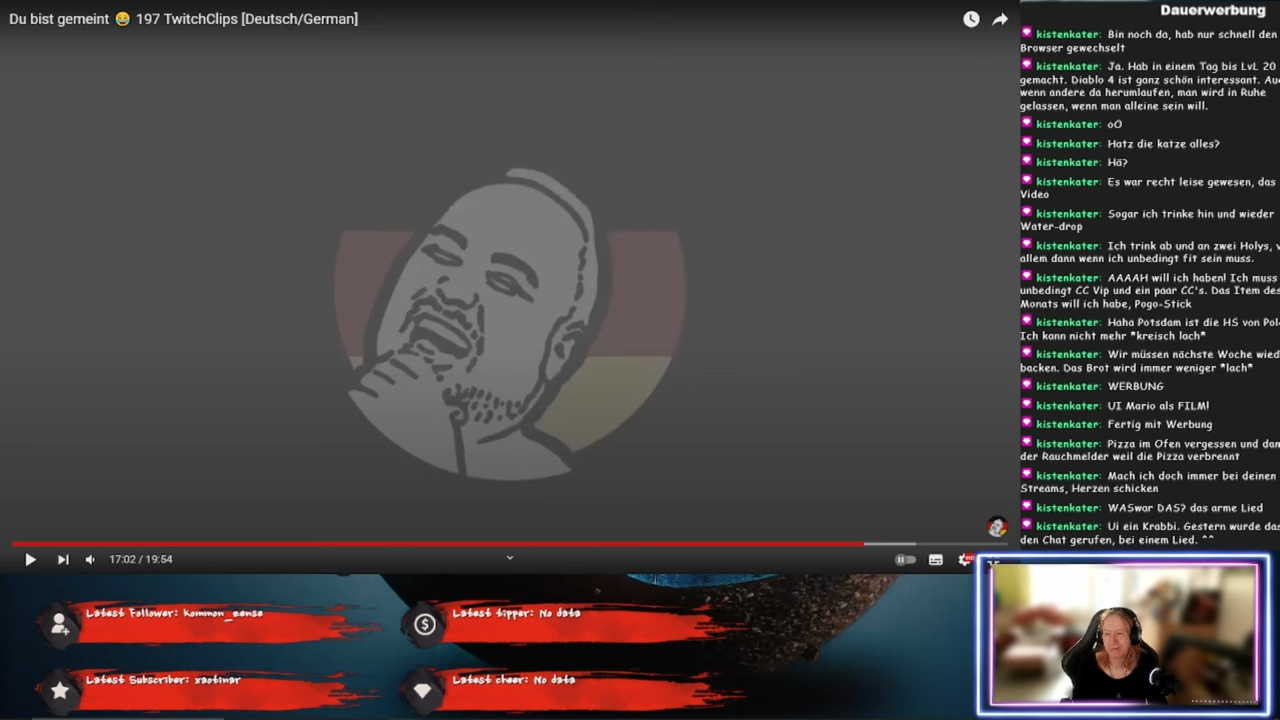 Du bist gemeint 😂 197 TwitchClips [Deutsch/German]
Dauerwerbung
kistenkater: Bin noch da, hab nur schnell den
Browser gewechselt
kistenkater: Ja. Hab in einem Tag bis LvL 20
gemacht. Diablo 4 ist ganz schön interessant. Au
wenn andere da herumlaufen, man wird in Ruhe
gelassen, wenn man alleine sein will.
kistenkater: oO
kistenkater: Hatz die katze alles?
kistenkater: Hä?
kistenkater: Es war recht leise gewesen, das
Video
kistenkater: Sogar ich trinke hin und wieder
Water-drop
kistenkater: Ich trink ab und an zwei Holys, v
allem dann wenn ich unbedingt fit sein muss.
kistenkater: AAAAH will ich haben! Ich muss
unbedingt CC Vip und ein paar CC's. Das Item des
Monats will ich habe, Pogo-Stick
kistenkater: Haha Potsdam ist die HS von Pol
Ich kann nicht mehr *kreisch lach*
kistenkater: Wir müssen nächste Woche wied
backen. Das Brot wird immer weniger *lach*
kistenkater: WERBUNG
kistenkater: UI Mario als FILM!
kistenkater: Fertig mit Werbung
kistenkater: Pizza im Ofen vergessen und dan
der Rauchmelder weil die Pizza verbrennt
kistenkater: Mach ich doch immer bei deinen
Streams, Herzen schicken
kistenkater: WASwar DAS? das arme Lied
kistenkater: Ui ein Krabbi. Gestern wurde das
den Chat gerufen, bei einem Lied. ^^
17:02 / 19:54
Latest Follower: Kommon_zense
Latest tipper: No data
Latest Subscriber: xaotinar
Latest cheer: No data